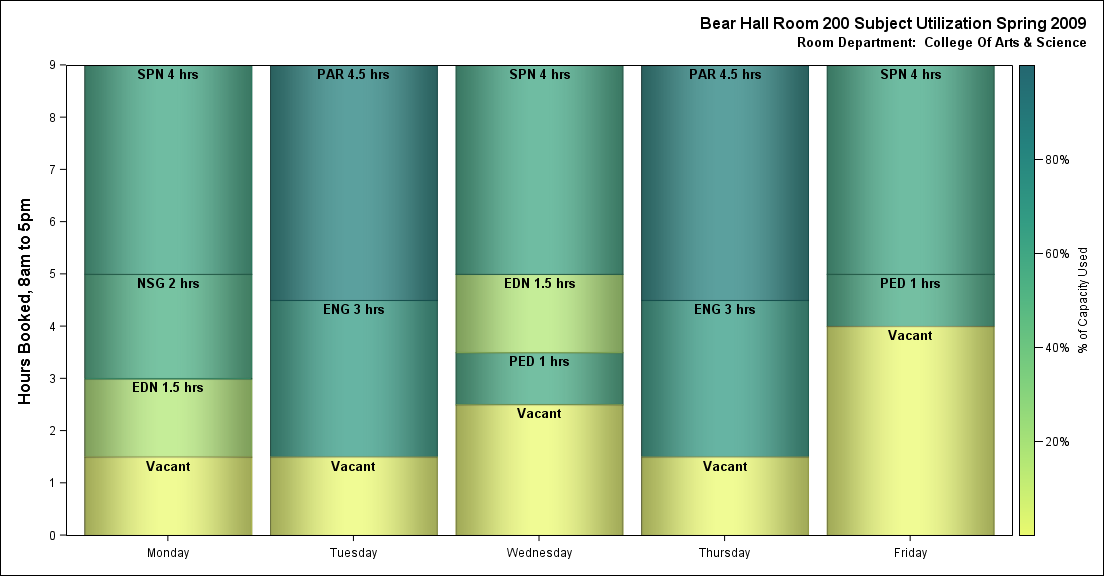 Bear Hall Room 200 Subject Utilization Spring 2009
Room Department:  College Of Arts & Science
Hours Booked, 8am to 5pm
9
8
7
6
5
4
3
2
1
0
SPN 4 hrs
NSG 2 hrs
EDN 1.5 hrs
Vacant
Monday
PAR 4.5 hrs
ENG 3 hrs
Vacant
Tuesday
SPN 4 hrs
EDN 1.5 hrs
PED 1 hrs
Vacant
Wednesday
PAR 4.5 hrs
ENG 3 hrs
Vacant
Thursday
SPN 4 hrs
PED 1 hrs
Vacant
Friday
80%
60%
40%
20%
% of Capacity Used